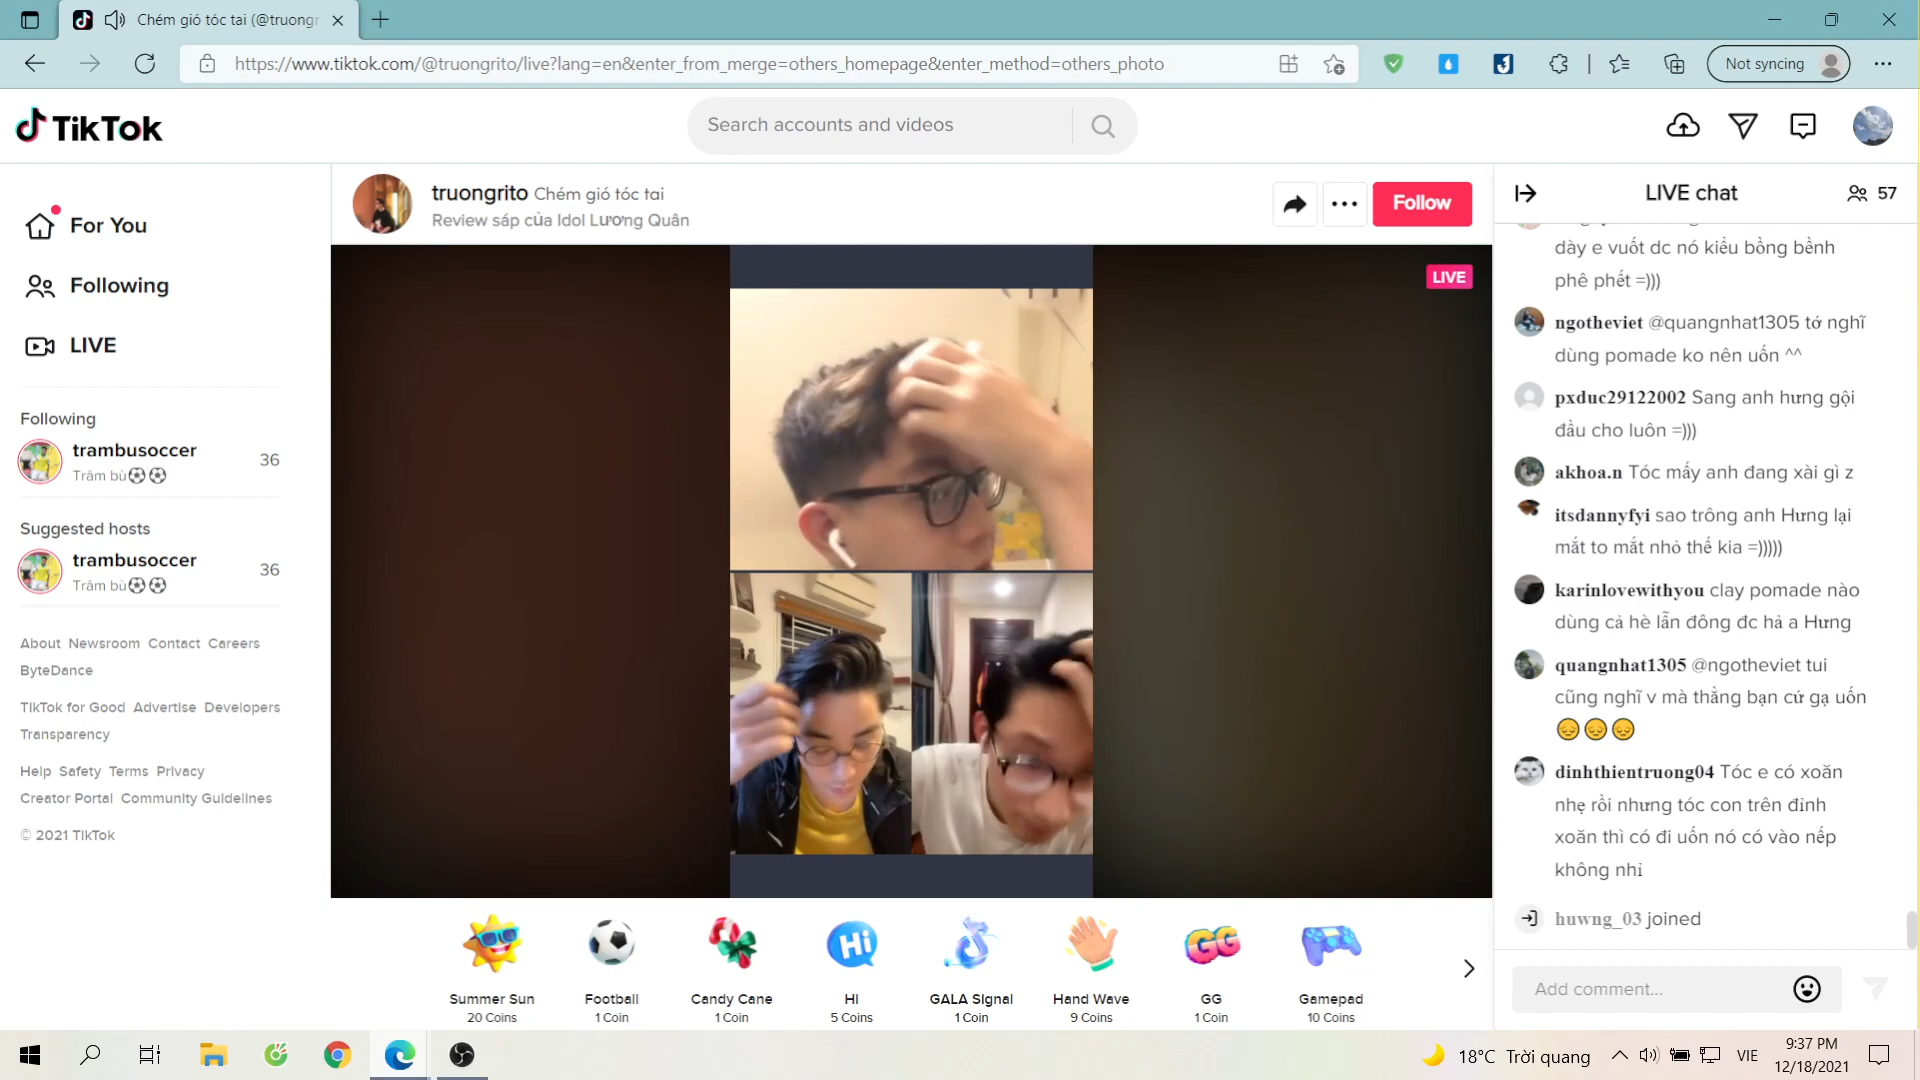 Chém gió tóc tai (@truongr
https://www.tiktok.com/@truongrito/live?lang=en&enter_from_merge=others_homepage&enter_method=others_photo
Not syncing
TikTok
Search accounts and videos
For You
Following
LIVE
Following
trambusoccer
36
Trâm bù⚽⚽
Suggested hosts
trambusoccer
36
Trâm bù⚽⚽
About Newsroom Contact Careers
ByteDance
TikTok for Good Advertise Developers
Transparency
Help Safety Terms Privacy
Creator Portal Community Guidelines
© 2021 TikTok
truongrito Chém gió tóc tai
Review sáp của Idol Lương Quân
Follow
LIVE
Summer Sun
20 Coins
Football
1 Coin
Candy Cane
1 Coin
Hi
Hi
5 Coins
GALA Signal
1 Coin
Hand Wave
9 Coins
GG
GG
1 Coin
Gamepad
10 Coins
LIVE chat
57
dày e vuốt dc nó kiểu bồng bềnh
phê phết =)))
ngotheviet @quangnhat1305 tớ nghĩ
dùng pomade ko nên uốn ^^
pxduc29122002 Sang anh hưng gội
đầu cho luôn =)))
akhoa.n Tóc mấy anh đang xài gì z
itsdannyfyi sao trông anh Hưng lại
mắt to mắt nhỏ thế kia =)))))
karinlovewithyou clay pomade nào
dùng cả hè lẫn đông đc hả a Hưng
quangnhat1305 @ngotheviet tui
cũng nghĩ v mà thằng bạn cứ gạ uốn
😔😔😔
dinhthientruong04 Tóc e có xoăn
nhẹ rồi nhưng tóc con trên đỉnh
xoăn thì có đi uốn nó có vào nếp
không nhỉ
huwng_03 joined
Add comment...
18°C Trời quang
VIE
9:37 PM
12/18/2021